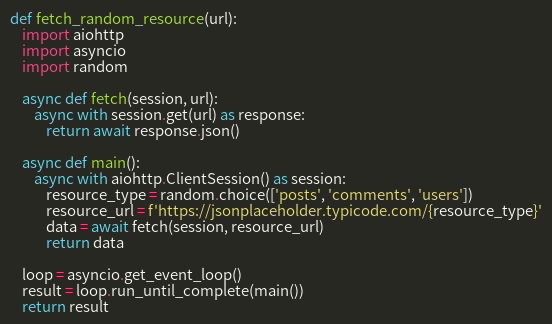 def fetch_random_resource(url):
    import aiohttp
    import asyncio
    import random

    async def fetch(session, url):
        async with session.get(url) as response:
            return await response.json()

    async def main():
        async with aiohttp.ClientSession() as session:
            resource_type = random.choice(['posts', 'comments', 'users'])
            resource_url = f'https://jsonplaceholder.typicode.com/{resource_type}'
            data = await fetch(session, resource_url)
            return data

    loop = asyncio.get_event_loop()
    result = loop.run_until_complete(main())
    return result